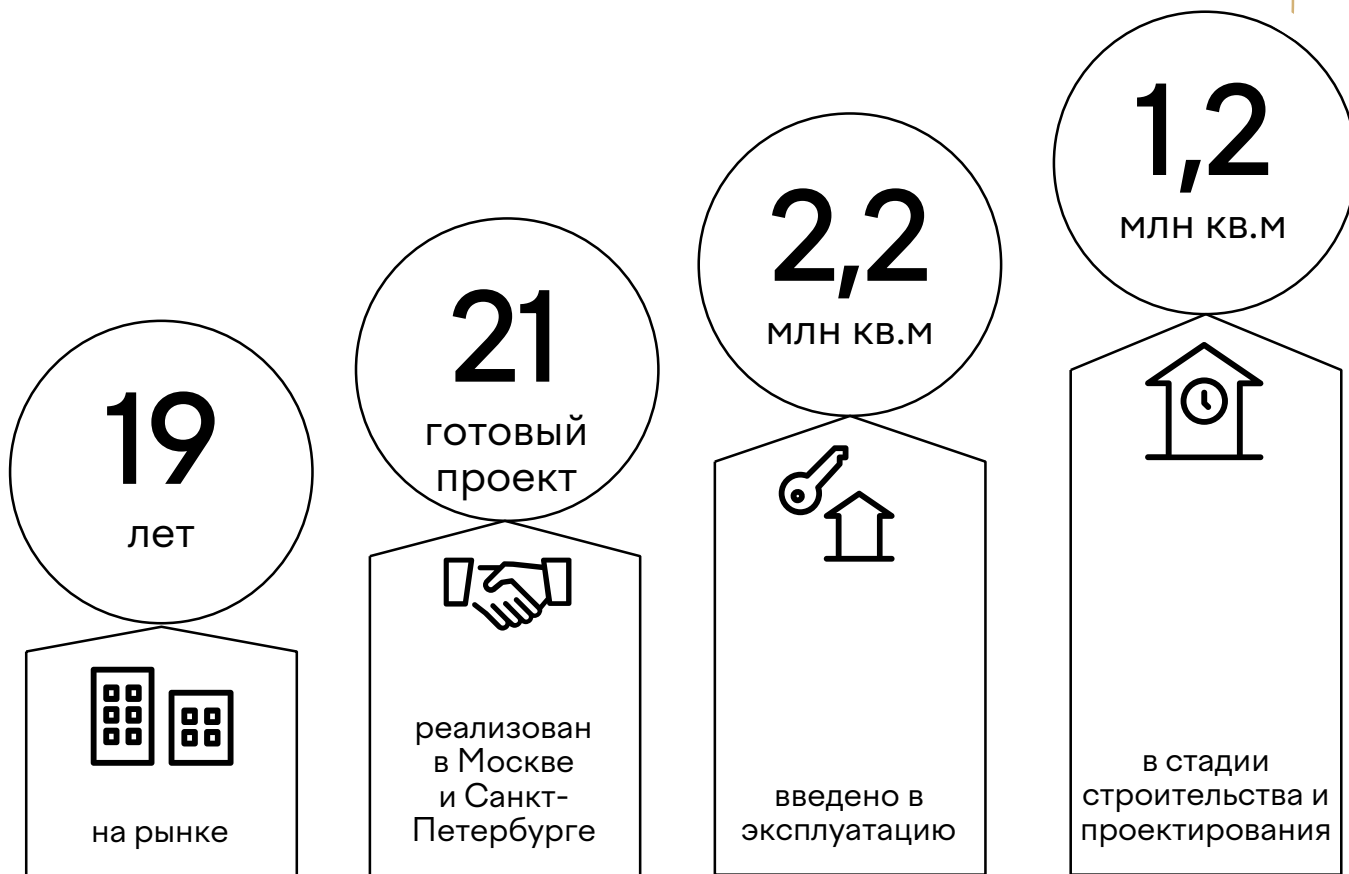 19
лет
на рынке
21
готовый
проект
реализован
в Москве
и Санкт-
Петербурге
2,2
млн кв.м
введено в
эксплуатацию
1,2
млн кв.м
в стадии
строительства и
проектирования